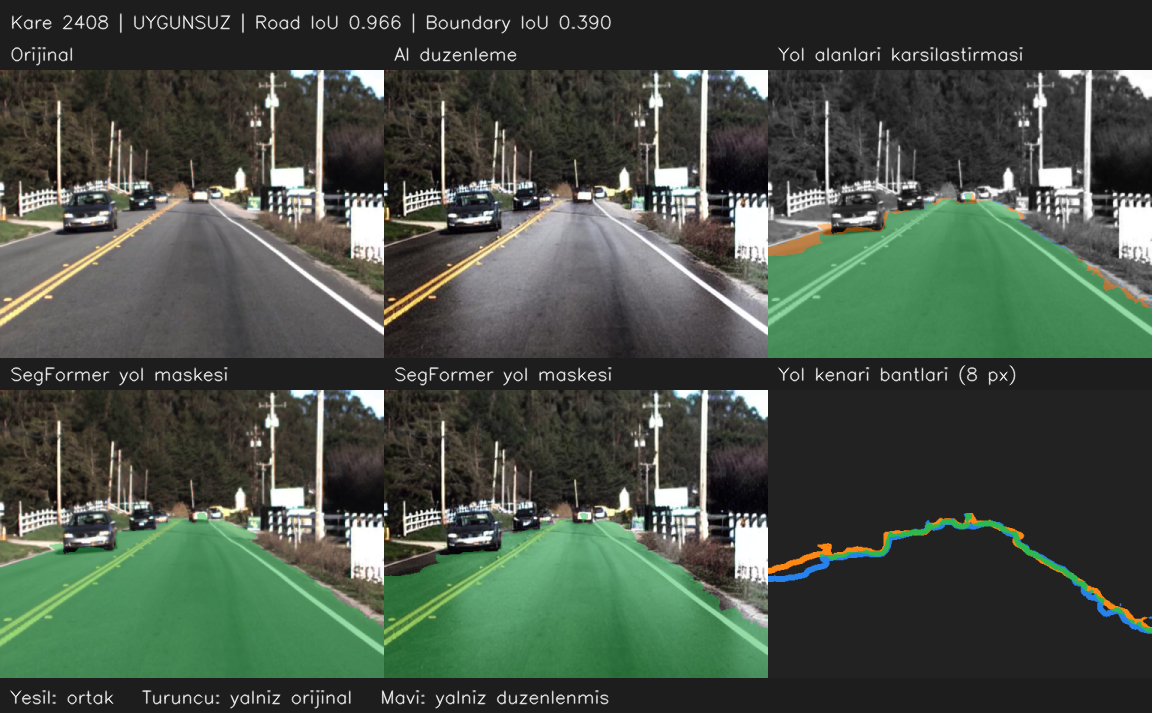 Kare 2408 | UYGUNSUZ | Road IoU 0.966 | Boundary IoU 0.390
Orijinal
AI duzenleme
Yol alanlari karsilastirmasi
SegFormer yol maskesi
SegFormer yol maskesi
Yol kenari bantlari (8 px)
Yesil: ortak Turuncu: yalniz orijinal Mavi: yalniz duzenlenmis